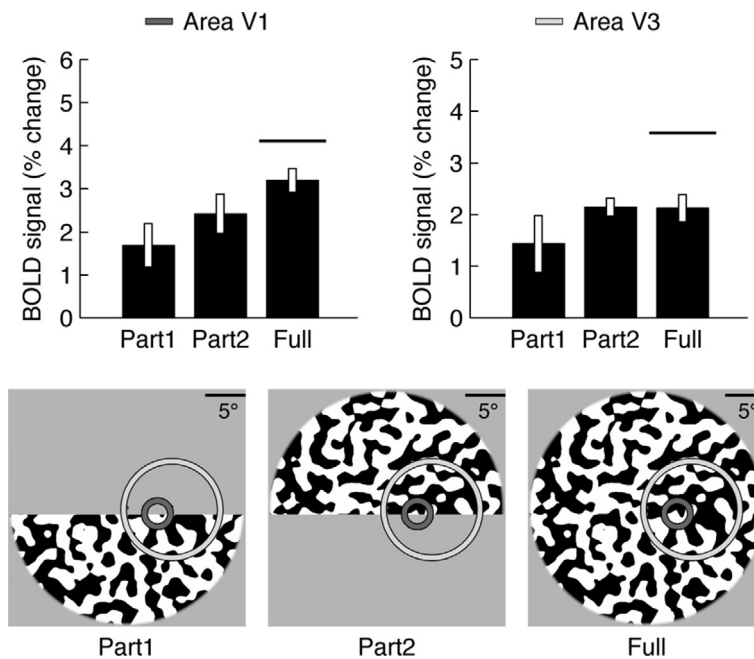 Area V1
Area V3
BOLD signal (% change)
6
5
4
3
2
1
0
Part1 Part2 Full
BOLD signal (% change)
5
4
3
2
1
0
Part1 Part2 Full
5°
5°
5°
Part1
Part2
Full